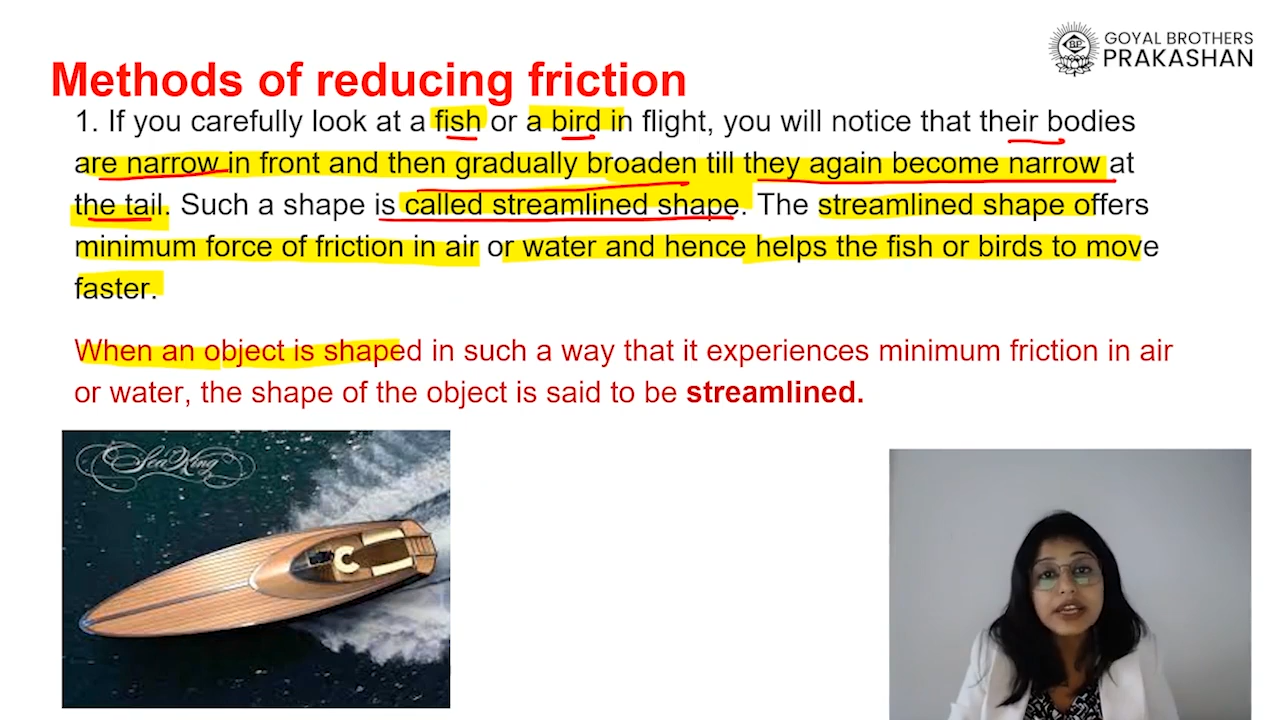 GOYAL BROTHERS
PRAKASHAN
Methods of reducing friction
1. If you carefully look at a fish or a bird in flight, you will notice that their bodies
are narrow in front and then gradually broaden till they again become narrow at
the tail. Such a shape is called streamlined shape. The streamlined shape offers
minimum force of friction in air or water and hence helps the fish or birds to move
faster.
When an object is shaped in such a way that it experiences minimum friction in air
or water, the shape of the object is said to be streamlined.
SeaKing